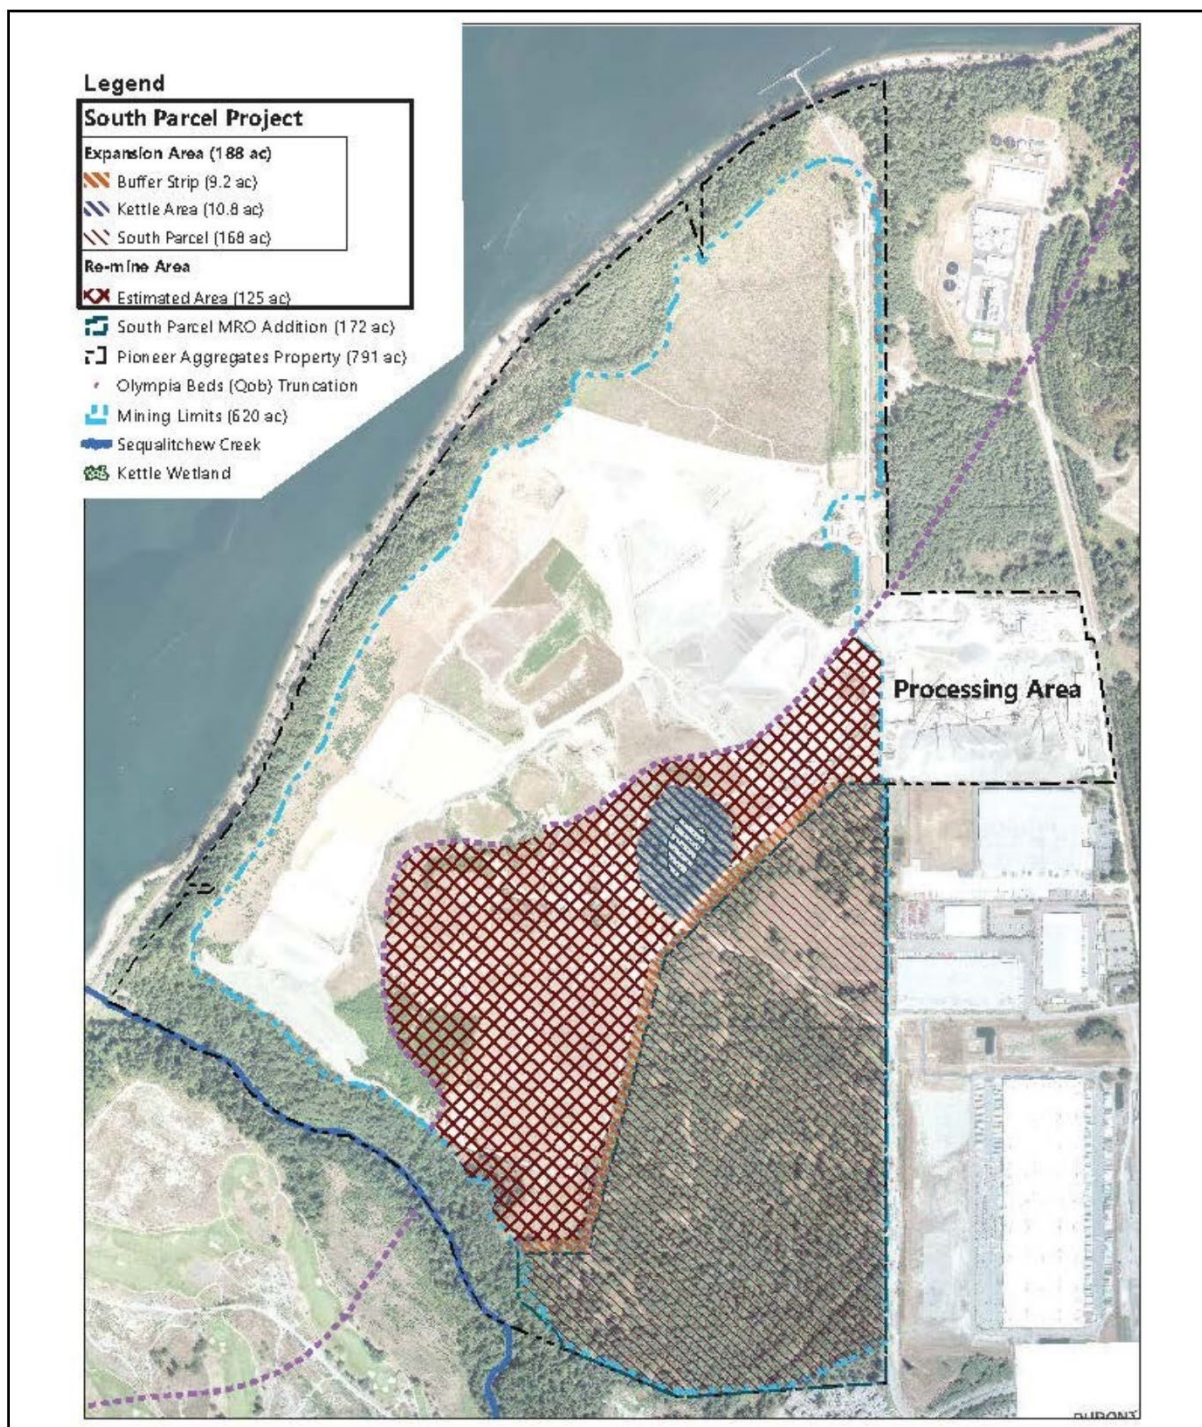 Legend
South Parcel Project
Expansion Area (188 ac)
Buffer Strip (9.2 ac)
Kettle Area (10.8 ac)
South Parcel (168 ac)
Re-mine Area
Estimated Area (125 ac)
South Parcel MRO Addition (172 ac)
Pioneer Aggregates Property (791 ac)
Olympia Beds (Qob) Truncation
Mining Limits (620 ac)
Sequalitchew Creek
Kettle Wetland
Processing Area